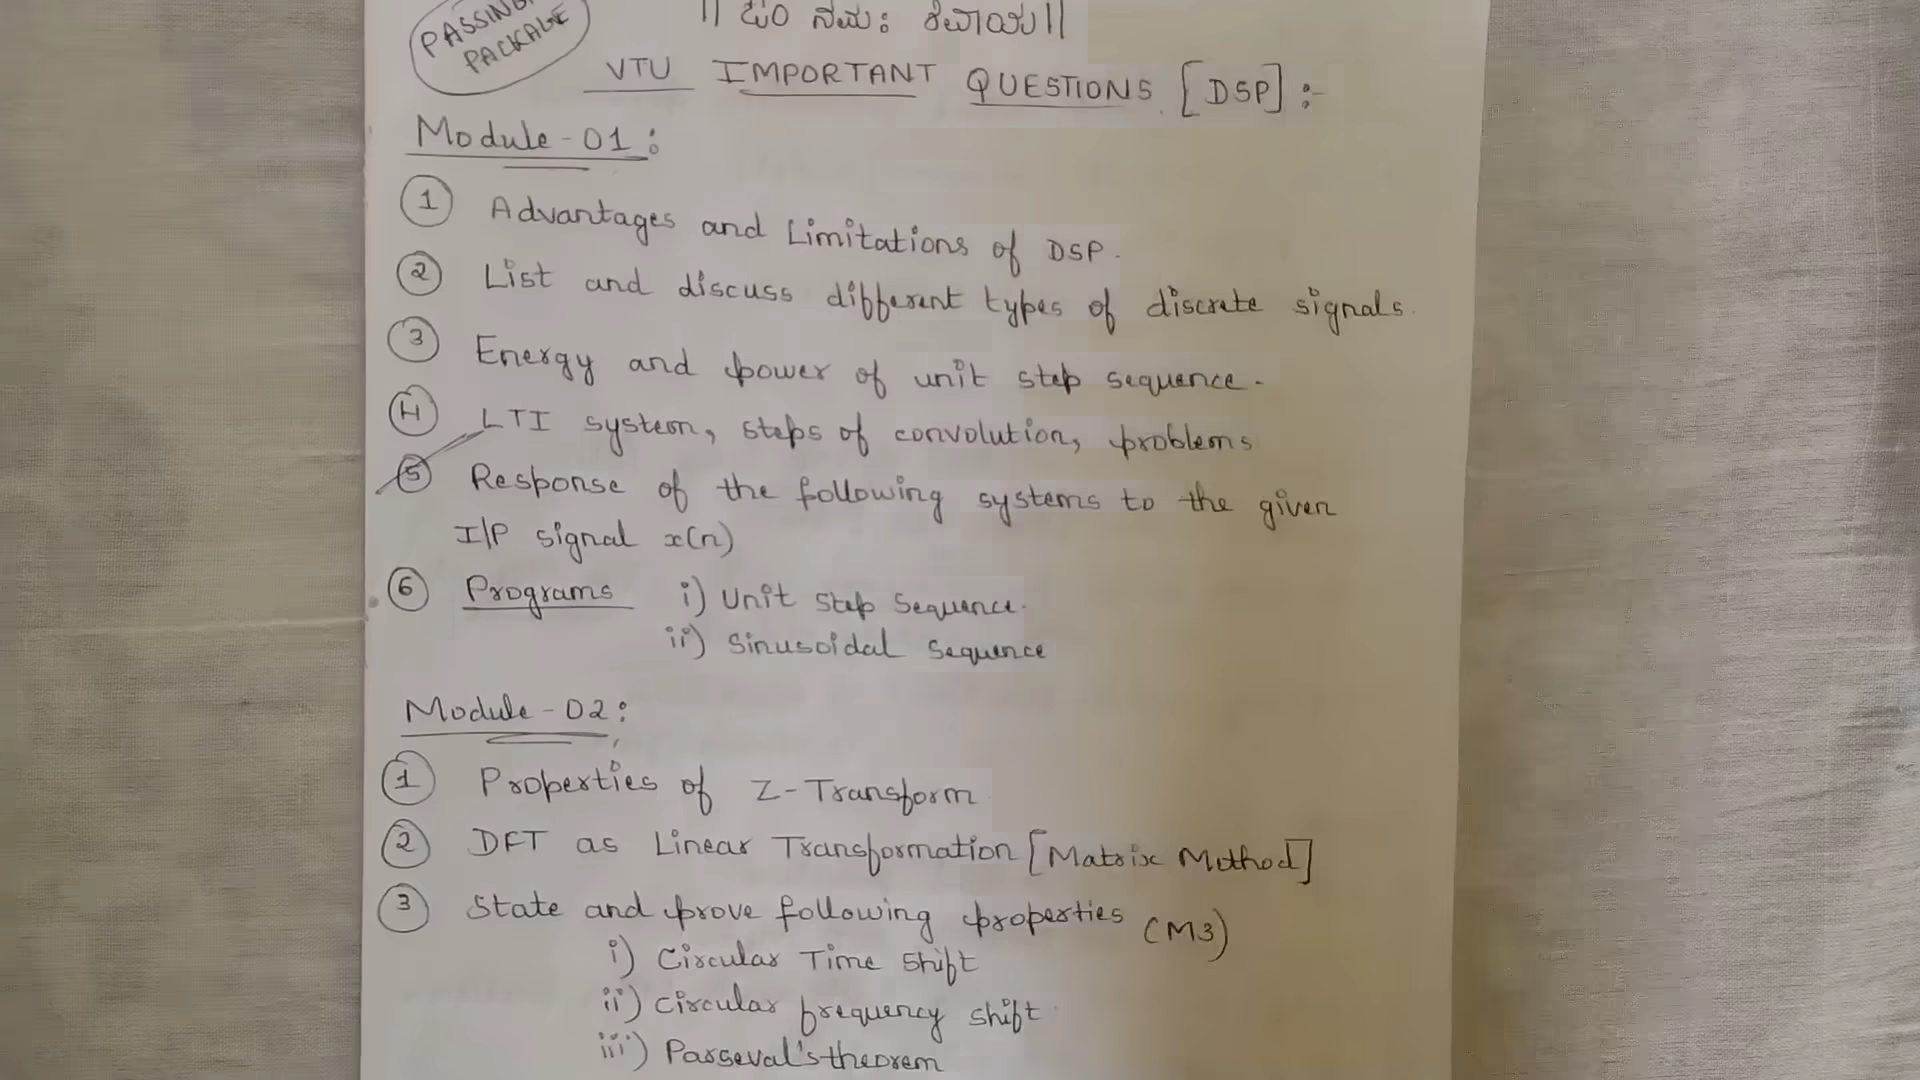 PASSING PACKAGE
|| ಓಂ ನಮಃ ಶಿವಾಯ ||
VTU IMPORTANT QUESTIONS [DSP] :-
Module-01:
1 Advantages and Limitations of DSP.
2 List and discuss different types of discrete signals.
3 Energy and power of unit step sequence.
4 LTI system, steps of convolution, problems
5 Response of the following systems to the given
I/P signal x(n)
6 Programs i) Unit Step Sequence.
ii) Sinusoidal Sequence
Module-02:
1 Properties of Z-Transform
2 DFT as Linear Transformation [Matrix Method]
3 State and prove following properties (M3)
i) Circular Time Shift
ii) Circular frequency shift
iii) Parseval's theorem